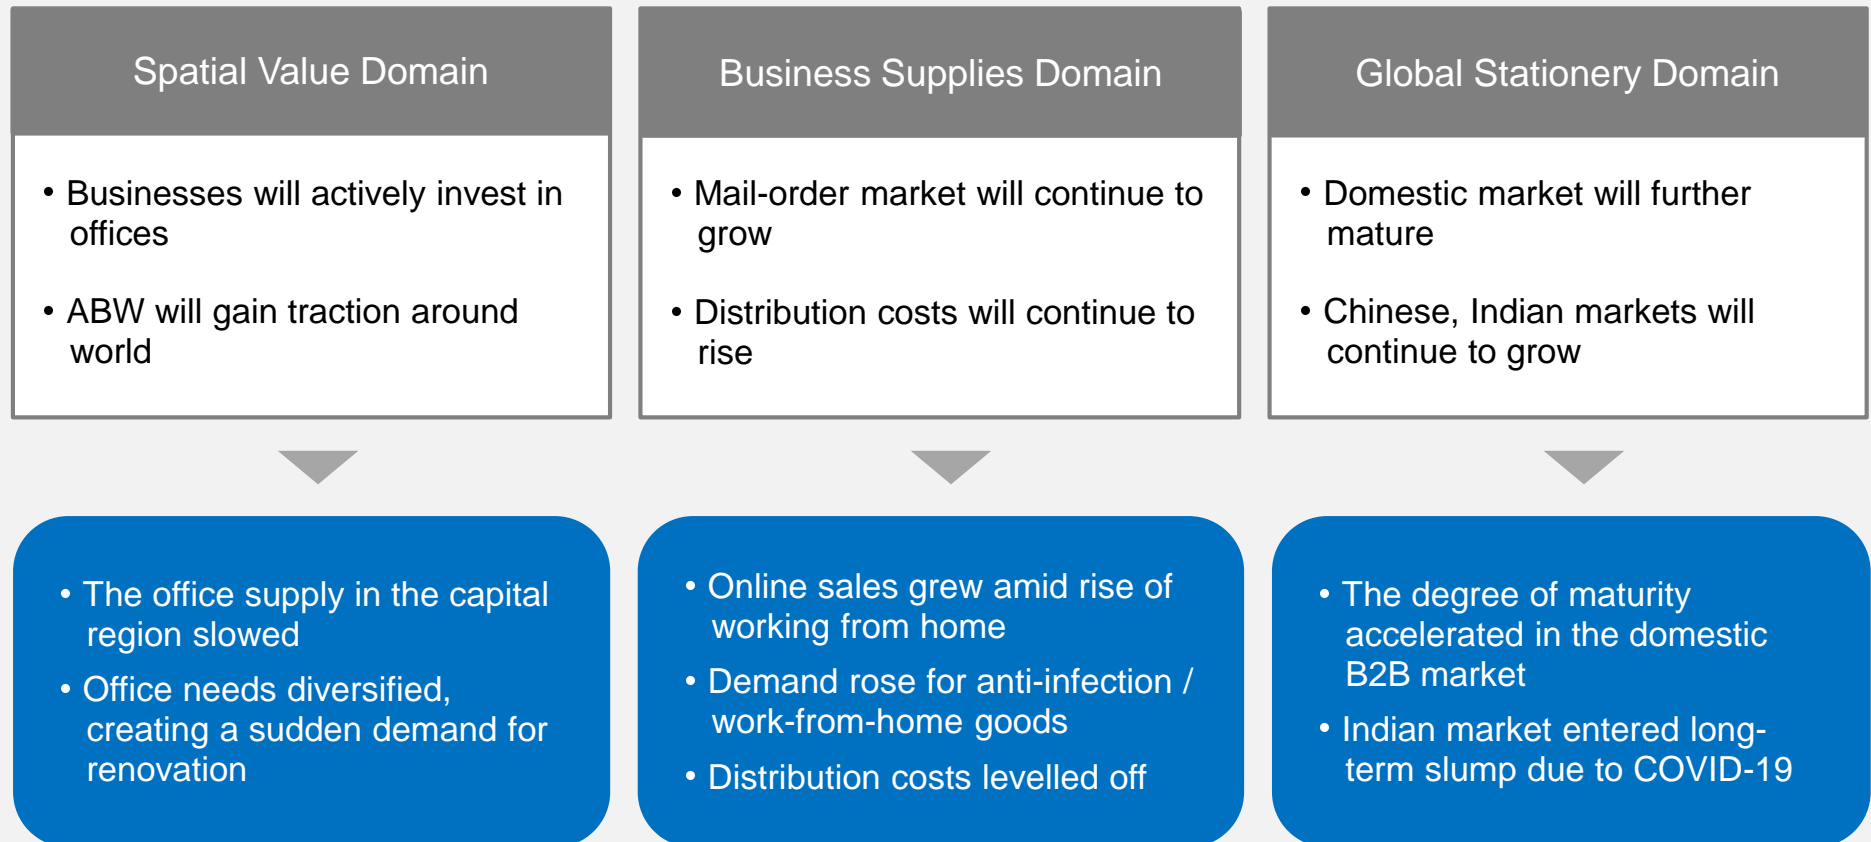 Spatial Value Domain
• Businesses will actively invest in
offices
• ABW will gain traction around
world
Business Supplies Domain
• Mail-order market will continue to
grow
• Distribution costs will continue to
rise
Global Stationery Domain
• Domestic market will further
mature
• Chinese, Indian markets will
continue to grow
• The office supply in the capital
region slowed
• Office needs diversified,
creating a sudden demand for
renovation
• Online sales grew amid rise of
working from home
• Demand rose for anti-infection /
work-from-home goods
• Distribution costs levelled off
• The degree of maturity
accelerated in the domestic
B2B market
• Indian market entered long-
term slump due to COVID-19